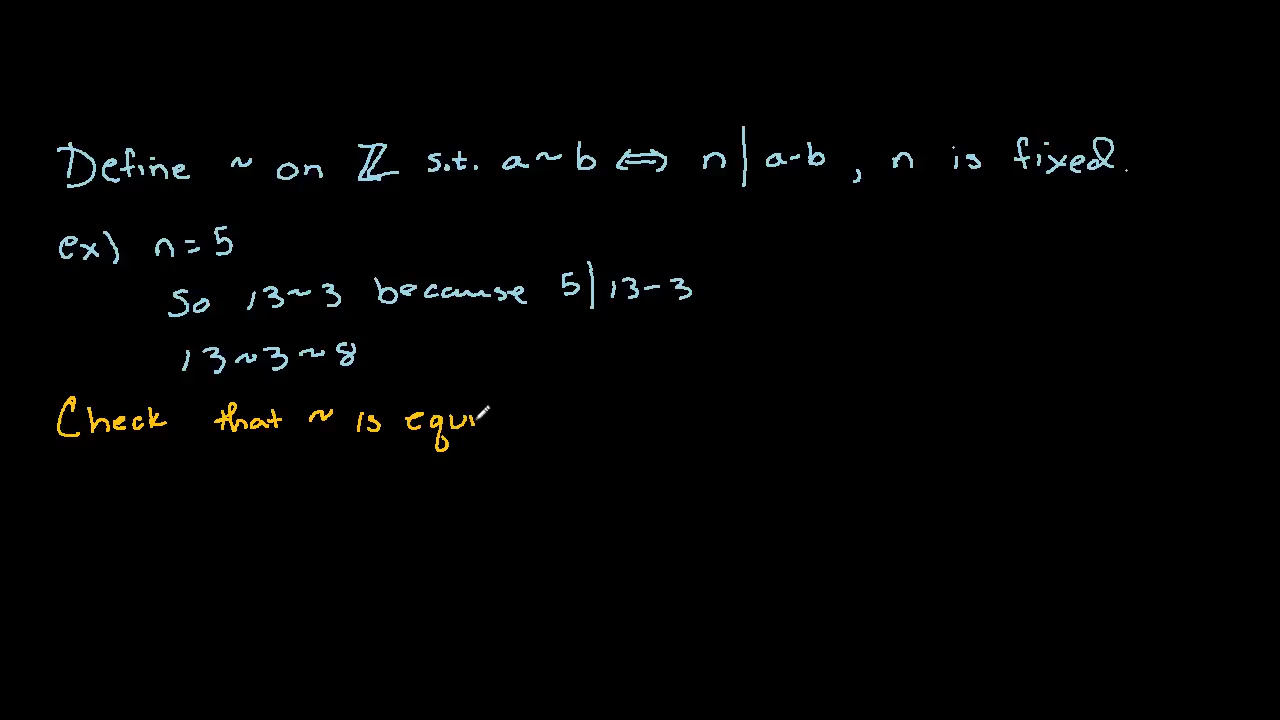 Define ~ on ℤ s.t. a ~ b ⟺ n | a-b , n is fixed.
ex) n = 5
So 13 ~ 3 because 5 | 13 - 3
13 ~ 3 ~ 8
Check that ~ is equi